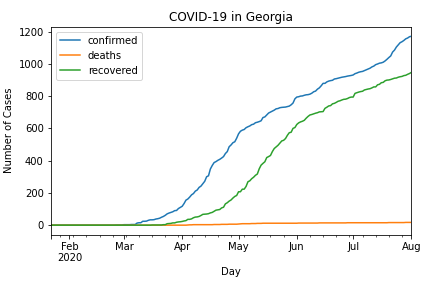 COVID-19 in Georgia
confirmed
deaths
recovered
Number of Cases
1200
1000
800
600
400
200
0
Feb Mar Apr May Jun Jul Aug
2020
Day